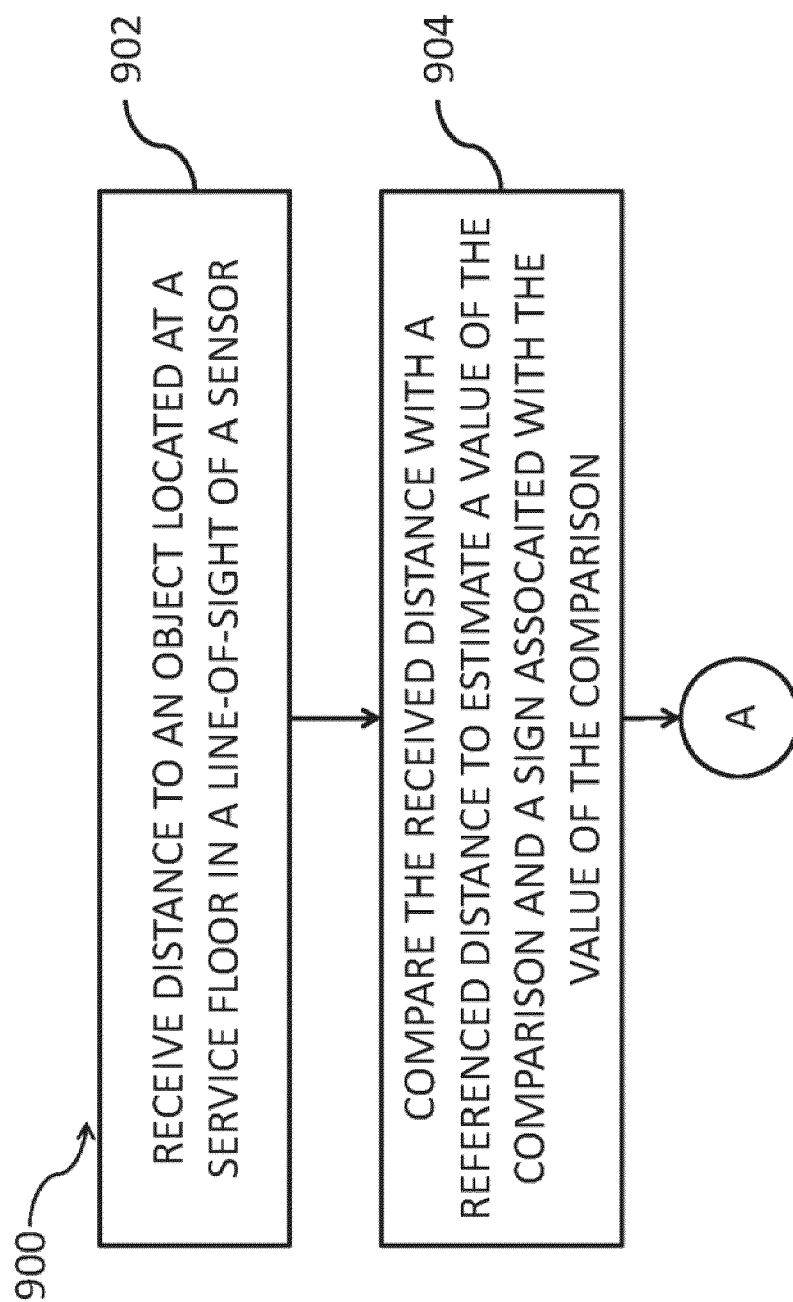 900
RECEIVE DISTANCE TO AN OBJECT LOCATED AT A
SERVICE FLOOR IN A LINE-OF-SIGHT OF A SENSOR
902
COMPARE THE RECEIVED DISTANCE WITH A
REFERENCED DISTANCE TO ESTIMATE A VALUE OF THE
COMPARISON AND A SIGN ASSOCAITED WITH THE
VALUE OF THE COMPARISON
904
A